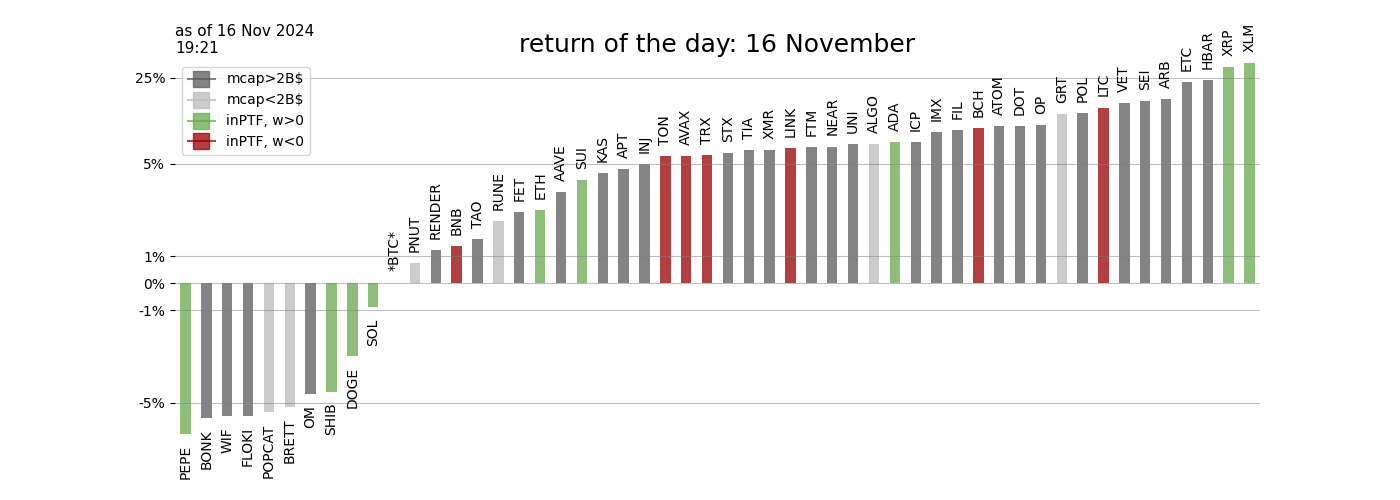 as of 16 Nov 2024
19:21
return of the day: 16 November
mcap>2B$
mcap<2B$
inPTF, w>0
inPTF, w<0
25%
5%
1%
0%
-1%
-5%
PEPE
BONK
WIF
FLOKI
POPCAT
BRETT
OM
SHIB
DOGE
SOL
*BTC*
PNUT
RENDER
BNB
TAO
RUNE
FET
ETH
AAVE
SUI
KAS
APT
INJ
TON
AVAX
TRX
STX
TIA
XMR
LINK
FTM
NEAR
UNI
ALGO
ADA
ICP
IMX
FIL
BCH
ATOM
DOT
OP
GRT
POL
LTC
VET
SEI
ARB
ETC
HBAR
XRP
XLM